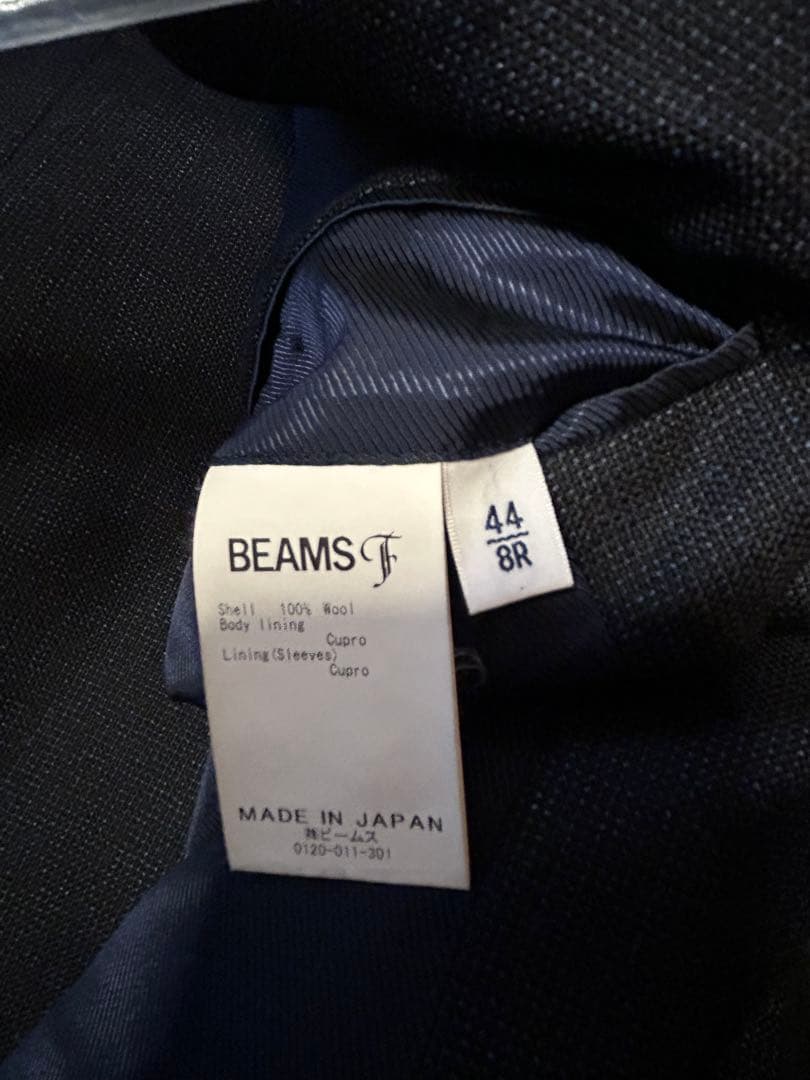 BEAMS F
Shell 100% Wool
Body lining
Cupro
Lining(Sleeves)
Cupro
MADE IN JAPAN
㈱ビームス
0120-011-301
44
8R